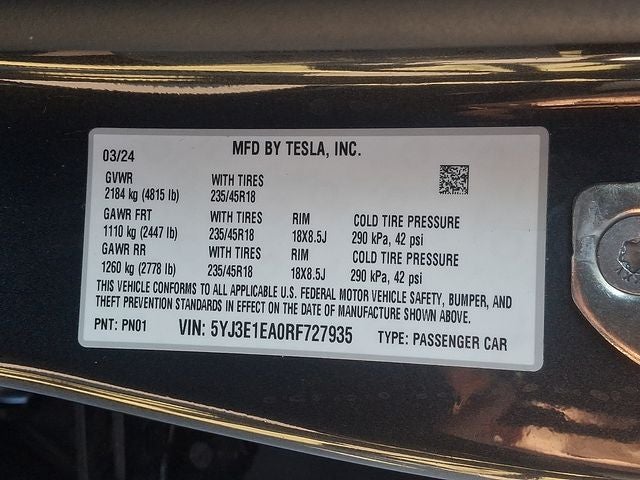 MFD BY TESLA, INC.
03/24
GVWR WITH TIRES
2184 kg (4815 lb) 235/45R18
GAWR FRT WITH TIRES RIM COLD TIRE PRESSURE
1110 kg (2447 lb) 235/45R18 18X8.5J 290 kPa, 42 psi
GAWR RR WITH TIRES RIM COLD TIRE PRESSURE
1260 kg (2778 lb) 235/45R18 18X8.5J 290 kPa, 42 psi
THIS VEHICLE CONFORMS TO ALL APPLICABLE U.S. FEDERAL MOTOR VEHICLE SAFETY, BUMPER, AND
THEFT PREVENTION STANDARDS IN EFFECT ON THE DATE OF MANUFACTURE SHOWN ABOVE.
PNT: PN01 VIN: 5YJ3E1EA0RF727935 TYPE: PASSENGER CAR